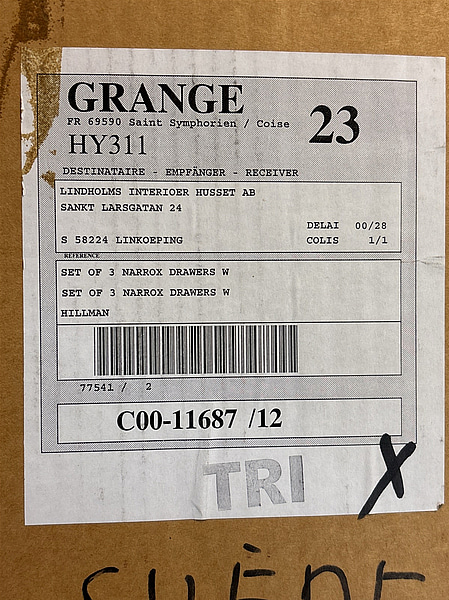 GRANGE
23
FR 69590 Saint Symphorien / Coise
HY311
DESTINATAIRE - EMPFÄNGER - RECEIVER
LINDHOLMS INTERIOER HUSSET AB
SANKT LARSGATAN 24
DELAI 00/28
S 58224 LINKOEPING COLIS 1/1
REFERENCE
SET OF 3 NARROX DRAWERS W
SET OF 3 NARROX DRAWERS W
HILLMAN
77541 / 2
C00-11687 /12
TRI
X
SUÈDE